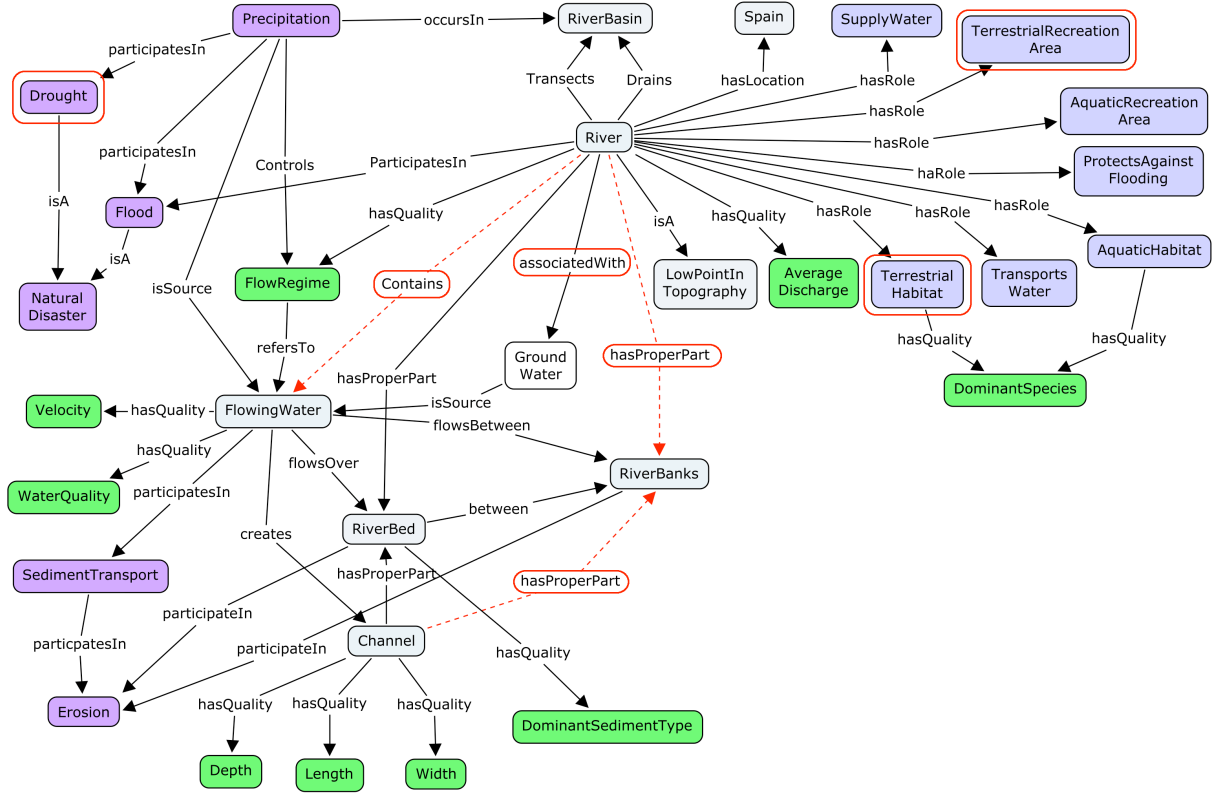 Precipitation
occursIn
RiverBasin
Spain
SupplyWater
TerrestrialRecreation
Area
participatesIn
Transects
Drains
hasLocation
hasRole
hasRole
Drought
AquaticRecreation
Area
River
hasRole
participatesIn
Controls
ParticipatesIn
haRole
ProtectsAgainst
Flooding
isA
Flood
hasQuality
isA
hasQuality
hasRole
hasRole
hasRole
isA
associatedWith
AquaticHabitat
isSource
FlowRegime
Contains
LowPointIn
Topography
Average
Discharge
Terrestrial
Habitat
Transports
Water
Natural
Disaster
refersTo
Ground
Water
hasProperPart
hasQuality
hasQuality
hasProperPart
DominantSpecies
Velocity
hasQuality
FlowingWater
isSource
flowsBetween
hasQuality
flowsOver
RiverBanks
WaterQuality
participatesIn
between
creates
RiverBed
SedimentTransport
hasProperPart
hasProperPart
participateIn
particpatesIn
Channel
participateIn
hasQuality
hasQuality
hasQuality
hasQuality
Erosion
DominantSedimentType
Depth
Length
Width